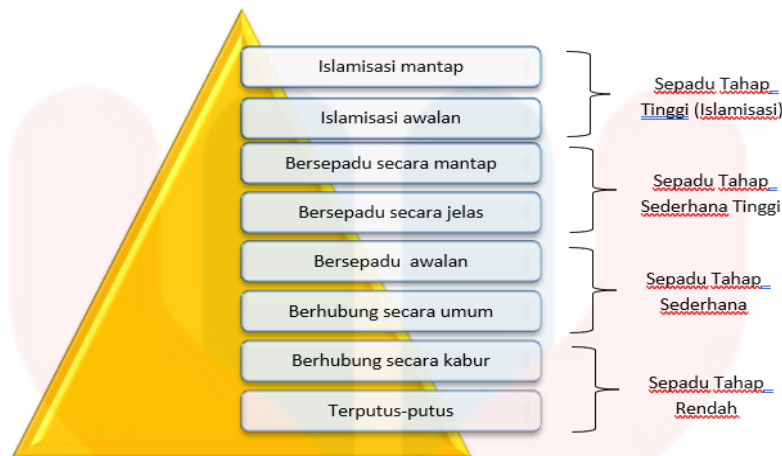 Islamisasi mantap
Islamisasi awalan
Sepadu Tahap
Tinggi (Islamisasi)
Bersepadu secara mantap
Bersepadu secara jelas
Sepadu Tahap
Sederhana Tinggi
Bersepadu awalan
Berhubung secara umum
Sepadu Tahap
Sederhana
Berhubung secara kabur
Terputus-putus
Sepadu Tahap
Rendah